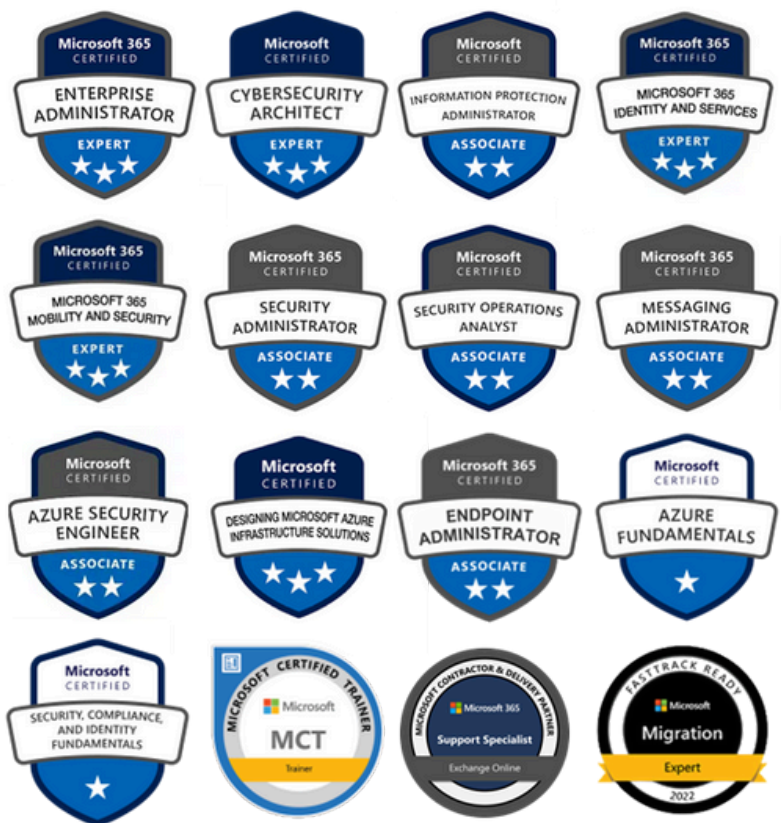 Microsoft 365
CERTIFIED
ENTERPRISE
ADMINISTRATOR
EXPERT
Microsoft
CERTIFIED
CYBERSECURITY
ARCHITECT
EXPERT
Microsoft
CERTIFIED
INFORMATION PROTECTION
ADMINISTRATOR
ASSOCIATE
Microsoft 365
CERTIFIED
MICROSOFT 365
IDENTITY AND SERVICES
EXPERT
Microsoft 365
CERTIFIED
MICROSOFT 365
MOBILITY AND SECURITY
EXPERT
Microsoft 365
CERTIFIED
SECURITY
ADMINISTRATOR
ASSOCIATE
Microsoft
CERTIFIED
SECURITY OPERATIONS
ANALYST
ASSOCIATE
Microsoft 365
CERTIFIED
MESSAGING
ADMINISTRATOR
ASSOCIATE
Microsoft
CERTIFIED
AZURE SECURITY
ENGINEER
ASSOCIATE
Microsoft
CERTIFIED
DESIGNING MICROSOFT AZURE
INFRASTRUCTURE SOLUTIONS
Microsoft 365
CERTIFIED
ENDPOINT
ADMINISTRATOR
ASSOCIATE
Microsoft
CERTIFIED
AZURE
FUNDAMENTALS
Microsoft
CERTIFIED
SECURITY, COMPLIANCE,
AND IDENTITY
FUNDAMENTALS
MICROSOFT CERTIFIED TRAINER
Microsoft
MCT
Trainer
MICROSOFT CONTRACTOR & DELIVERY PARTNER
Microsoft 365
Support Specialist
Exchange Online
FASTTRACK READY
Microsoft
Migration
Expert
2022